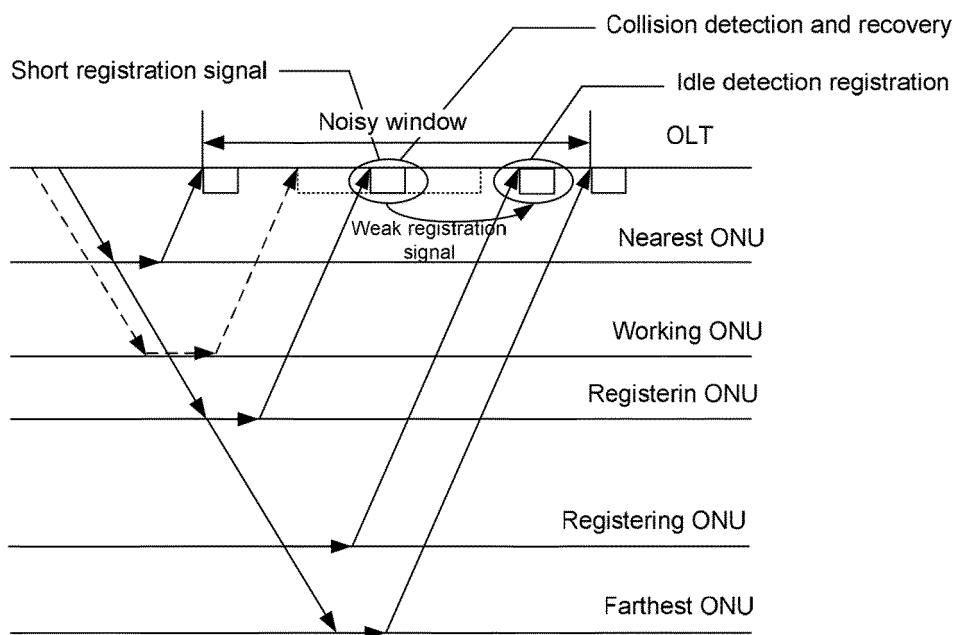 Collision detection and recovery
Short registration signal
Idle detection registration
Noisy window
OLT
Weak registration
signal
Nearest ONU
Working ONU
Registerin ONU
Registering ONU
Farthest ONU